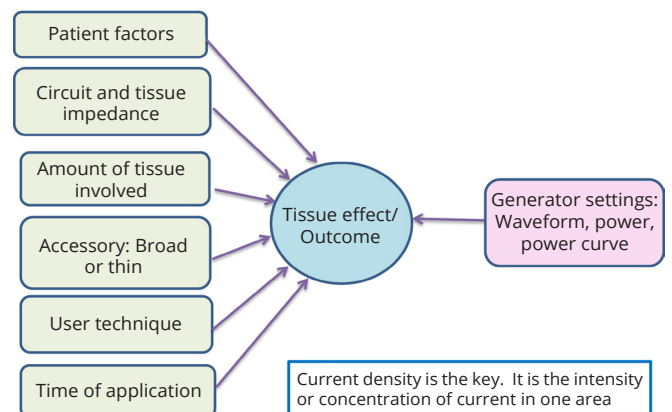 Patient factors
Circuit and tissue
impedance
Amount of tissue
involved
Accessory: Broad
or thin
User technique
Time of application
Tissue effect/
Outcome
Generator settings:
Waveform, power,
power curve
Current density is the key. It is the intensity
or concentration of current in one area